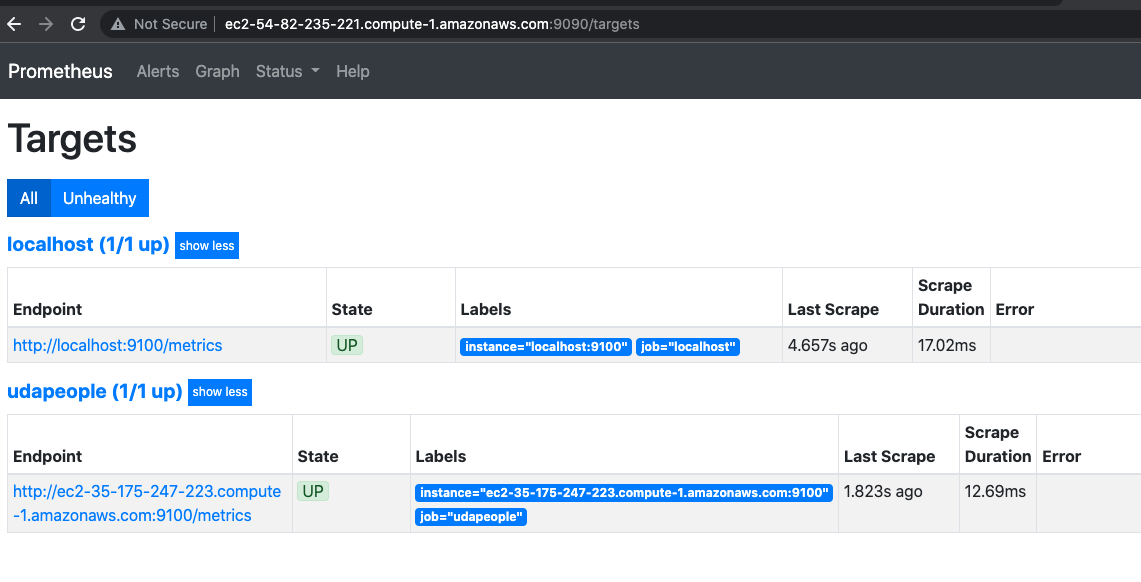 Not Secure ec2-54-82-235-221.compute-1.amazonaws.com:9090/targets
Prometheus Alerts Graph Status Help
Targets
All Unhealthy
localhost (1/1 up) show less
Endpoint State Labels Last Scrape Scrape Duration Error
http://localhost:9100/metrics UP instance="localhost:9100" job="localhost" 4.657s ago 17.02ms
udapeople (1/1 up) show less
Endpoint State Labels Last Scrape Scrape Duration Error
http://ec2-35-175-247-223.compute UP instance="ec2-35-175-247-223.compute-1.amazonaws.com:9100" 1.823s ago 12.69ms
-1.amazonaws.com:9100/metrics job="udapeople"